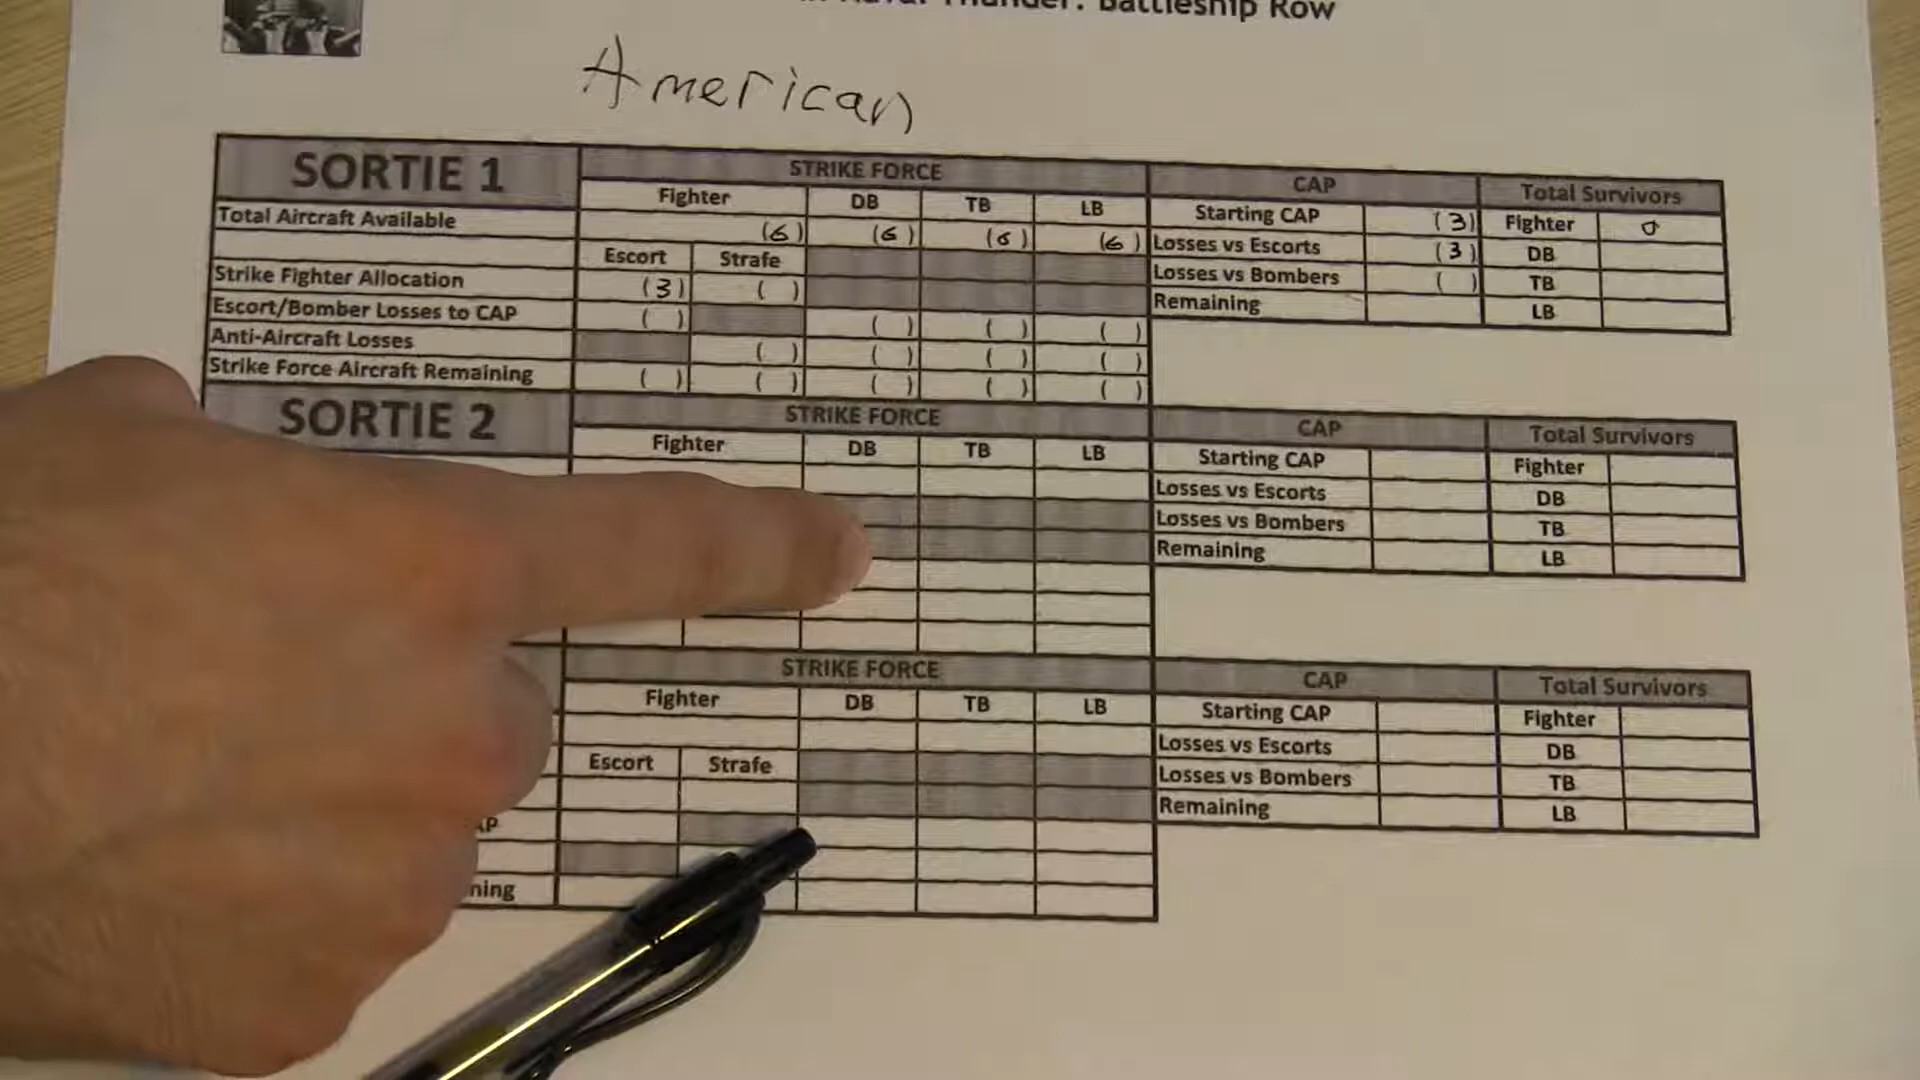 Naval Thunder: Battleship Row
American
SORTIE 1 STRIKE FORCE CAP Total Survivors
Fighter DB TB LB Starting CAP (3) Fighter 0
Total Aircraft Available (6) (6) (6) (6) Losses vs Escorts (3) DB
Escort Strafe Losses vs Bombers ( ) TB
Strike Fighter Allocation (3) ( ) Remaining LB
Escort/Bomber Losses to CAP ( ) ( ) ( ) ( )
Anti-Aircraft Losses ( ) ( ) ( ) ( )
Strike Force Aircraft Remaining ( ) ( ) ( ) ( ) ( )
SORTIE 2 STRIKE FORCE CAP Total Survivors
Fighter DB TB LB Starting CAP Fighter
Losses vs Escorts DB
Losses vs Bombers TB
Remaining LB
STRIKE FORCE CAP Total Survivors
Fighter DB TB LB Starting CAP Fighter
Losses vs Escorts DB
Escort Strafe Losses vs Bombers TB
Remaining LB
AP
ning